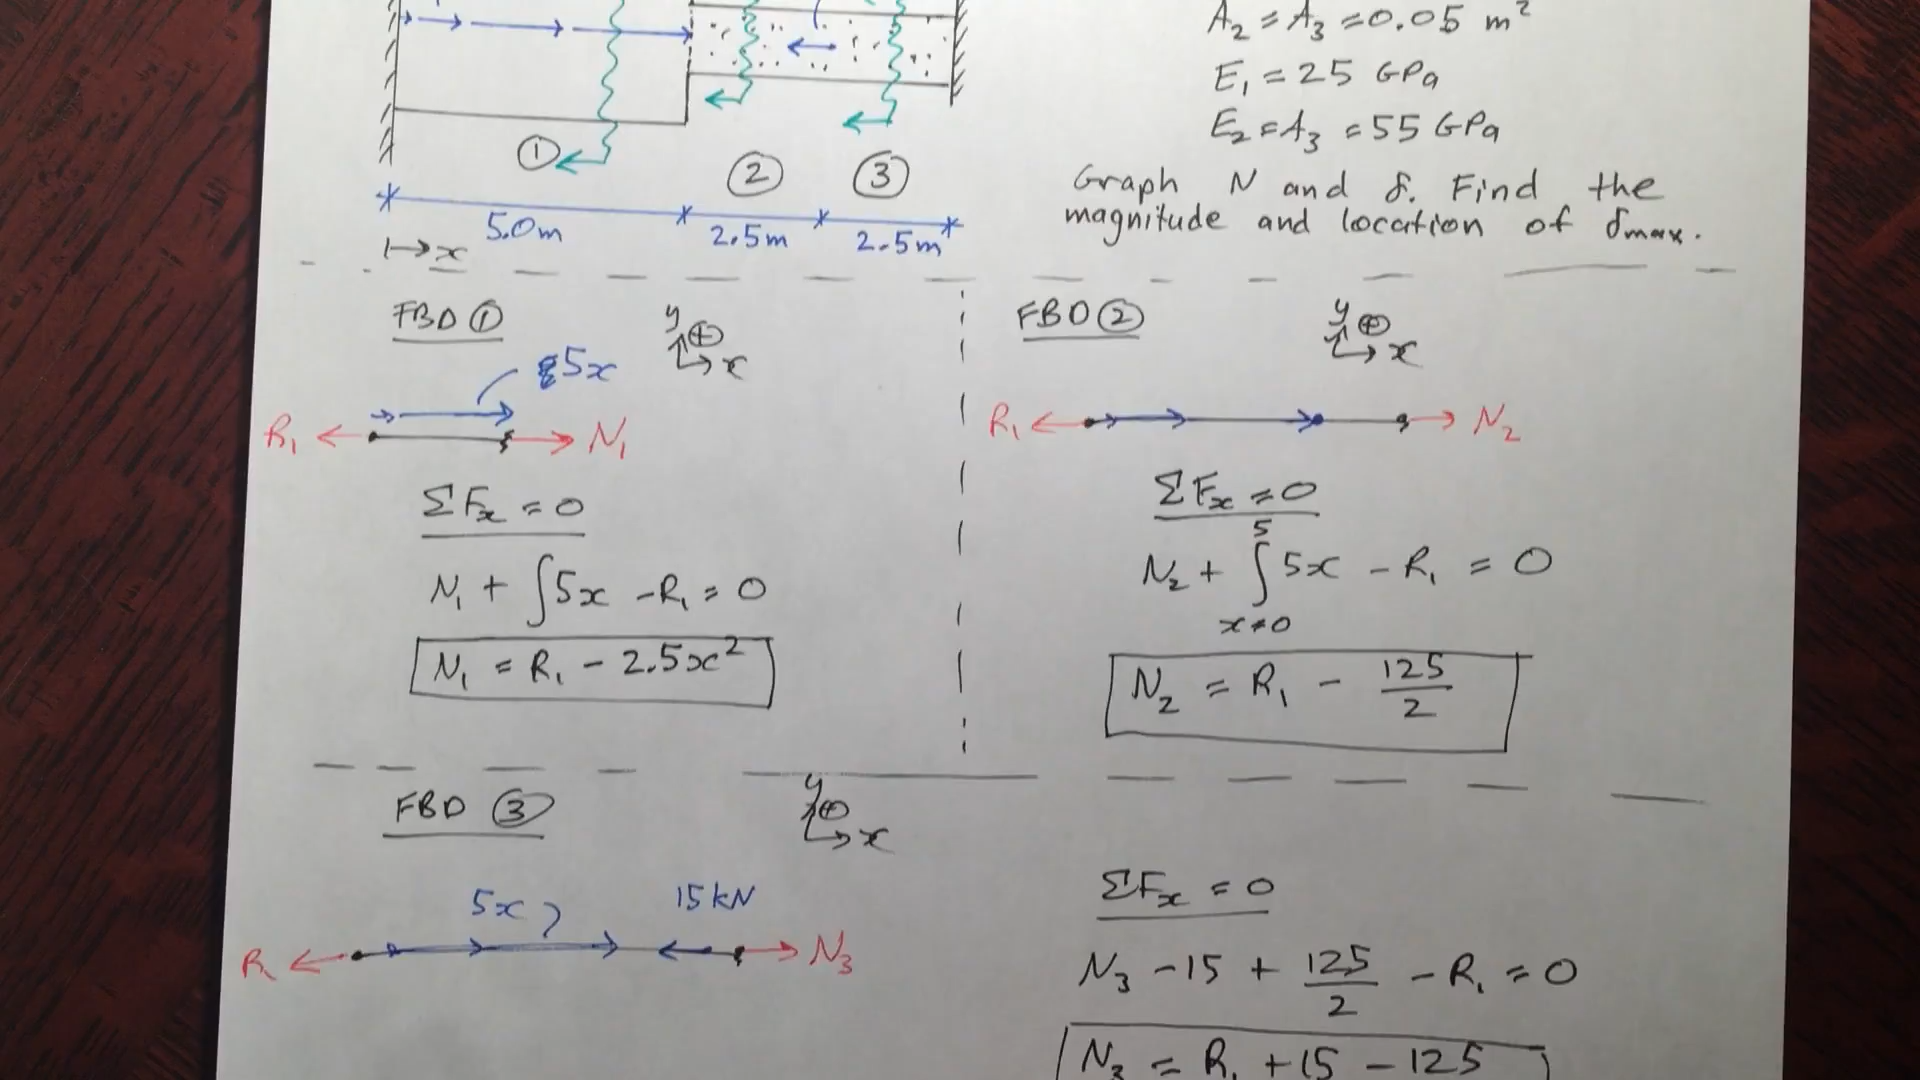 A₂ = A₃ = 0.05 m²
E₁ = 25 GPa
E₂ = A₃ = 55 GPa
Graph N and δ. Find the
magnitude and location of δmax.
① ② ③
5.0m 2.5m 2.5m
x
FBD ①
y ⊕
x
5x
R₁ N₁
ΣFx = 0
N₁ + ∫5x - R₁ = 0
N₁ = R₁ - 2.5x²
FBD ②
y ⊕
x
R₁ N₂
ΣFx = 0
N₂ + ∫ₓ₌₀⁵ 5x - R₁ = 0
N₂ = R₁ - 125/2
FBD ③
y ⊕
x
5x 15 kN
R N₃
ΣFx = 0
N₃ - 15 + 125/2 - R₁ = 0
N₃ = R₁ + 15 - 125